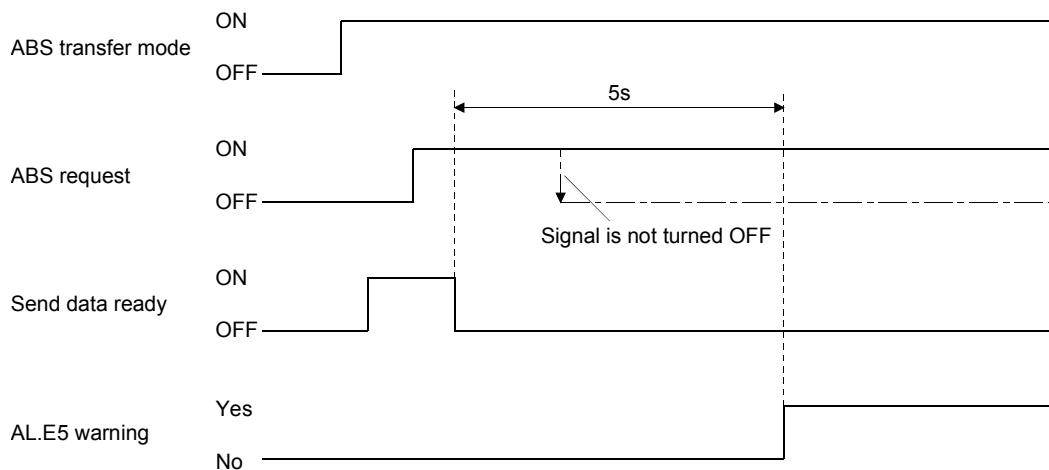 ON
ABS transfer mode
OFF
5s
ON
ABS request
OFF
Signal is not turned OFF
ON
Send data ready
OFF
Yes
AL.E5 warning
No